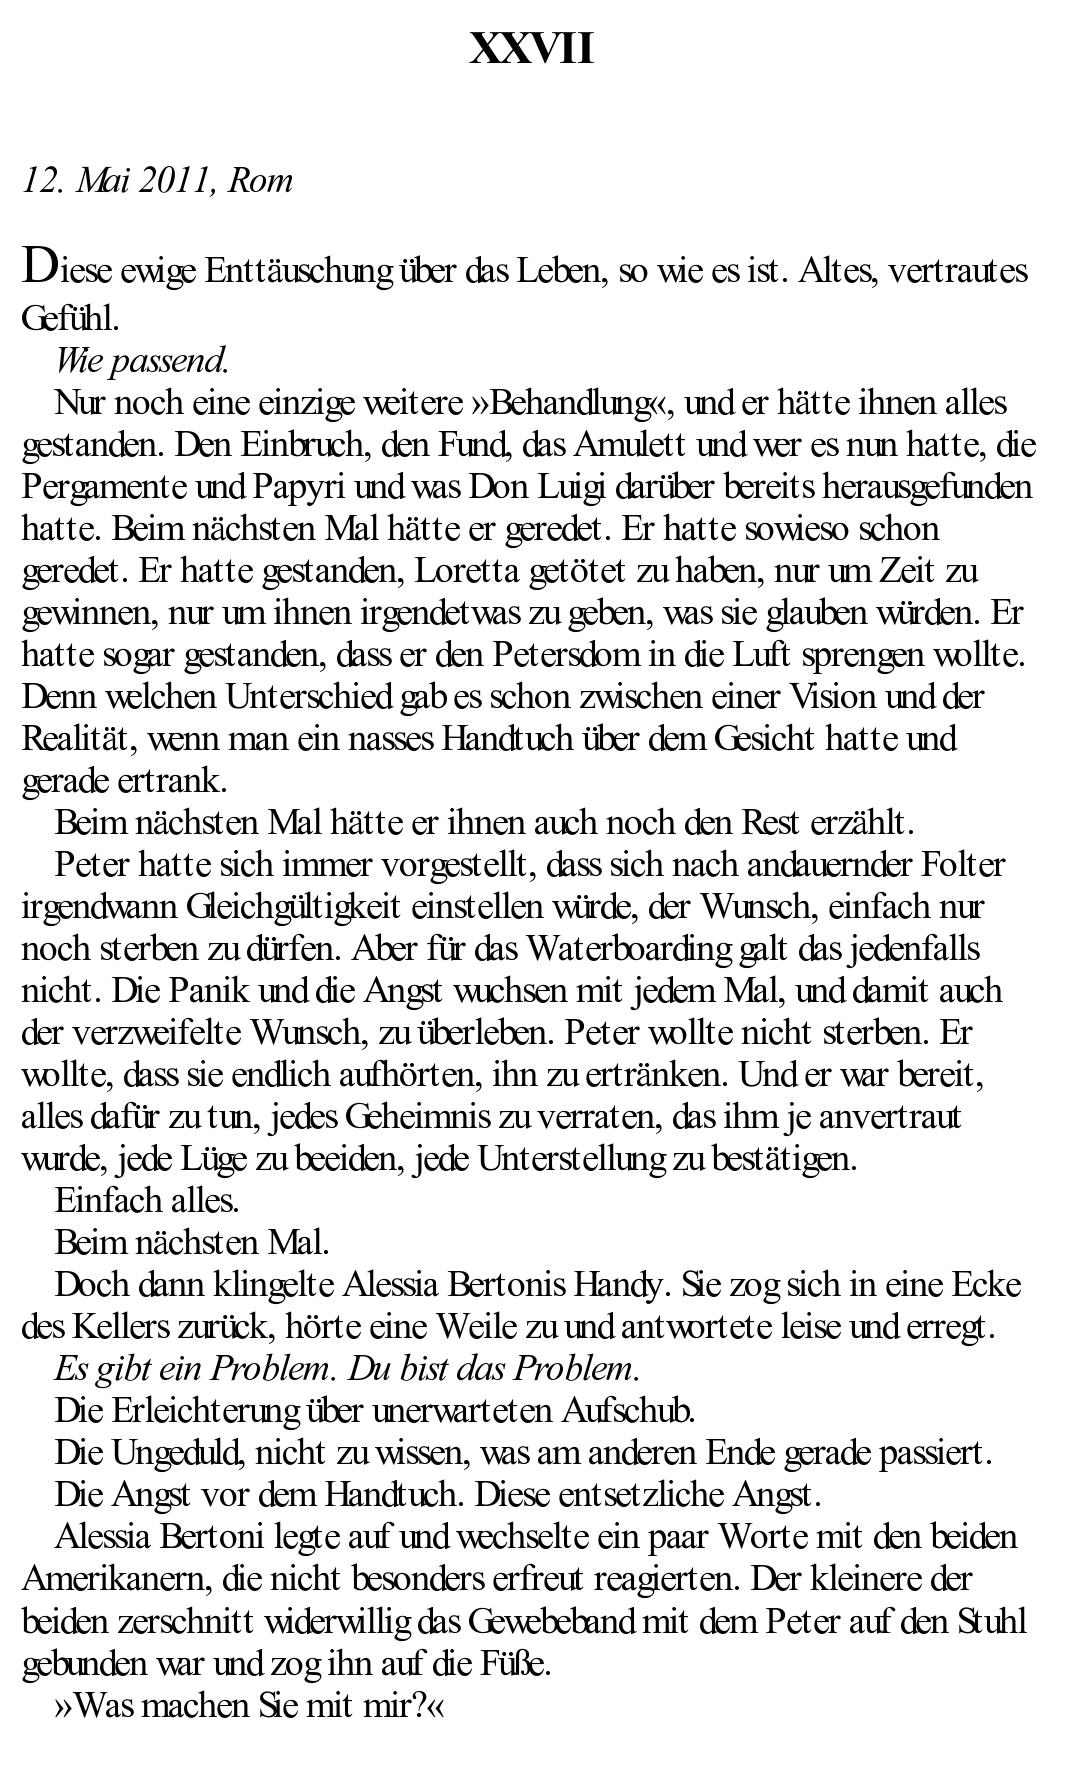 XXVII
12. Mai 2011, Rom
Diese ewige Enttäuschung über das Leben, so wie es ist. Altes, vertrautes
Gefühl.
Wie passend.
Nur noch eine einzige weitere »Behandlung«, und er hätte ihnen alles
gestanden. Den Einbruch, den Fund, das Amulett und wer es nun hatte, die
Pergamente und Papyri und was Don Luigi darüber bereits herausgefunden
hatte. Beim nächsten Mal hätte er geredet. Er hatte sowieso schon
geredet. Er hatte gestanden, Loretta getötet zu haben, nur um Zeit zu
gewinnen, nur um ihnen irgendetwas zu geben, was sie glauben würden. Er
hatte sogar gestanden, dass er den Petersdom in die Luft sprengen wollte.
Denn welchen Unterschied gab es schon zwischen einer Vision und der
Realität, wenn man ein nasses Handtuch über dem Gesicht hatte und
gerade ertrank.
Beim nächsten Mal hätte er ihnen auch noch den Rest erzählt.
Peter hatte sich immer vorgestellt, dass sich nach andauernder Folter
irgendwann Gleichgültigkeit einstellen würde, der Wunsch, einfach nur
noch sterben zu dürfen. Aber für das Waterboarding galt das jedenfalls
nicht. Die Panik und die Angst wuchsen mit jedem Mal, und damit auch
der verzweifelte Wunsch, zu überleben. Peter wollte nicht sterben. Er
wollte, dass sie endlich aufhörten, ihn zu ertränken. Und er war bereit,
alles dafür zu tun, jedes Geheimnis zu verraten, das ihm je anvertraut
wurde, jede Lüge zu beeiden, jede Unterstellung zu bestätigen.
Einfach alles.
Beim nächsten Mal.
Doch dann klingelte Alessia Bertonis Handy. Sie zog sich in eine Ecke
des Kellers zurück, hörte eine Weile zu und antwortete leise und erregt.
Es gibt ein Problem. Du bist das Problem.
Die Erleichterung über unerwarteten Aufschub.
Die Ungeduld, nicht zu wissen, was am anderen Ende gerade passiert.
Die Angst vor dem Handtuch. Diese entsetzliche Angst.
Alessia Bertoni legte auf und wechselte ein paar Worte mit den beiden
Amerikanern, die nicht besonders erfreut reagierten. Der kleinere der
beiden zerschnitt widerwillig das Gewebeband mit dem Peter auf den Stuhl
gebunden war und zog ihn auf die Füße.
»Was machen Sie mit mir?«